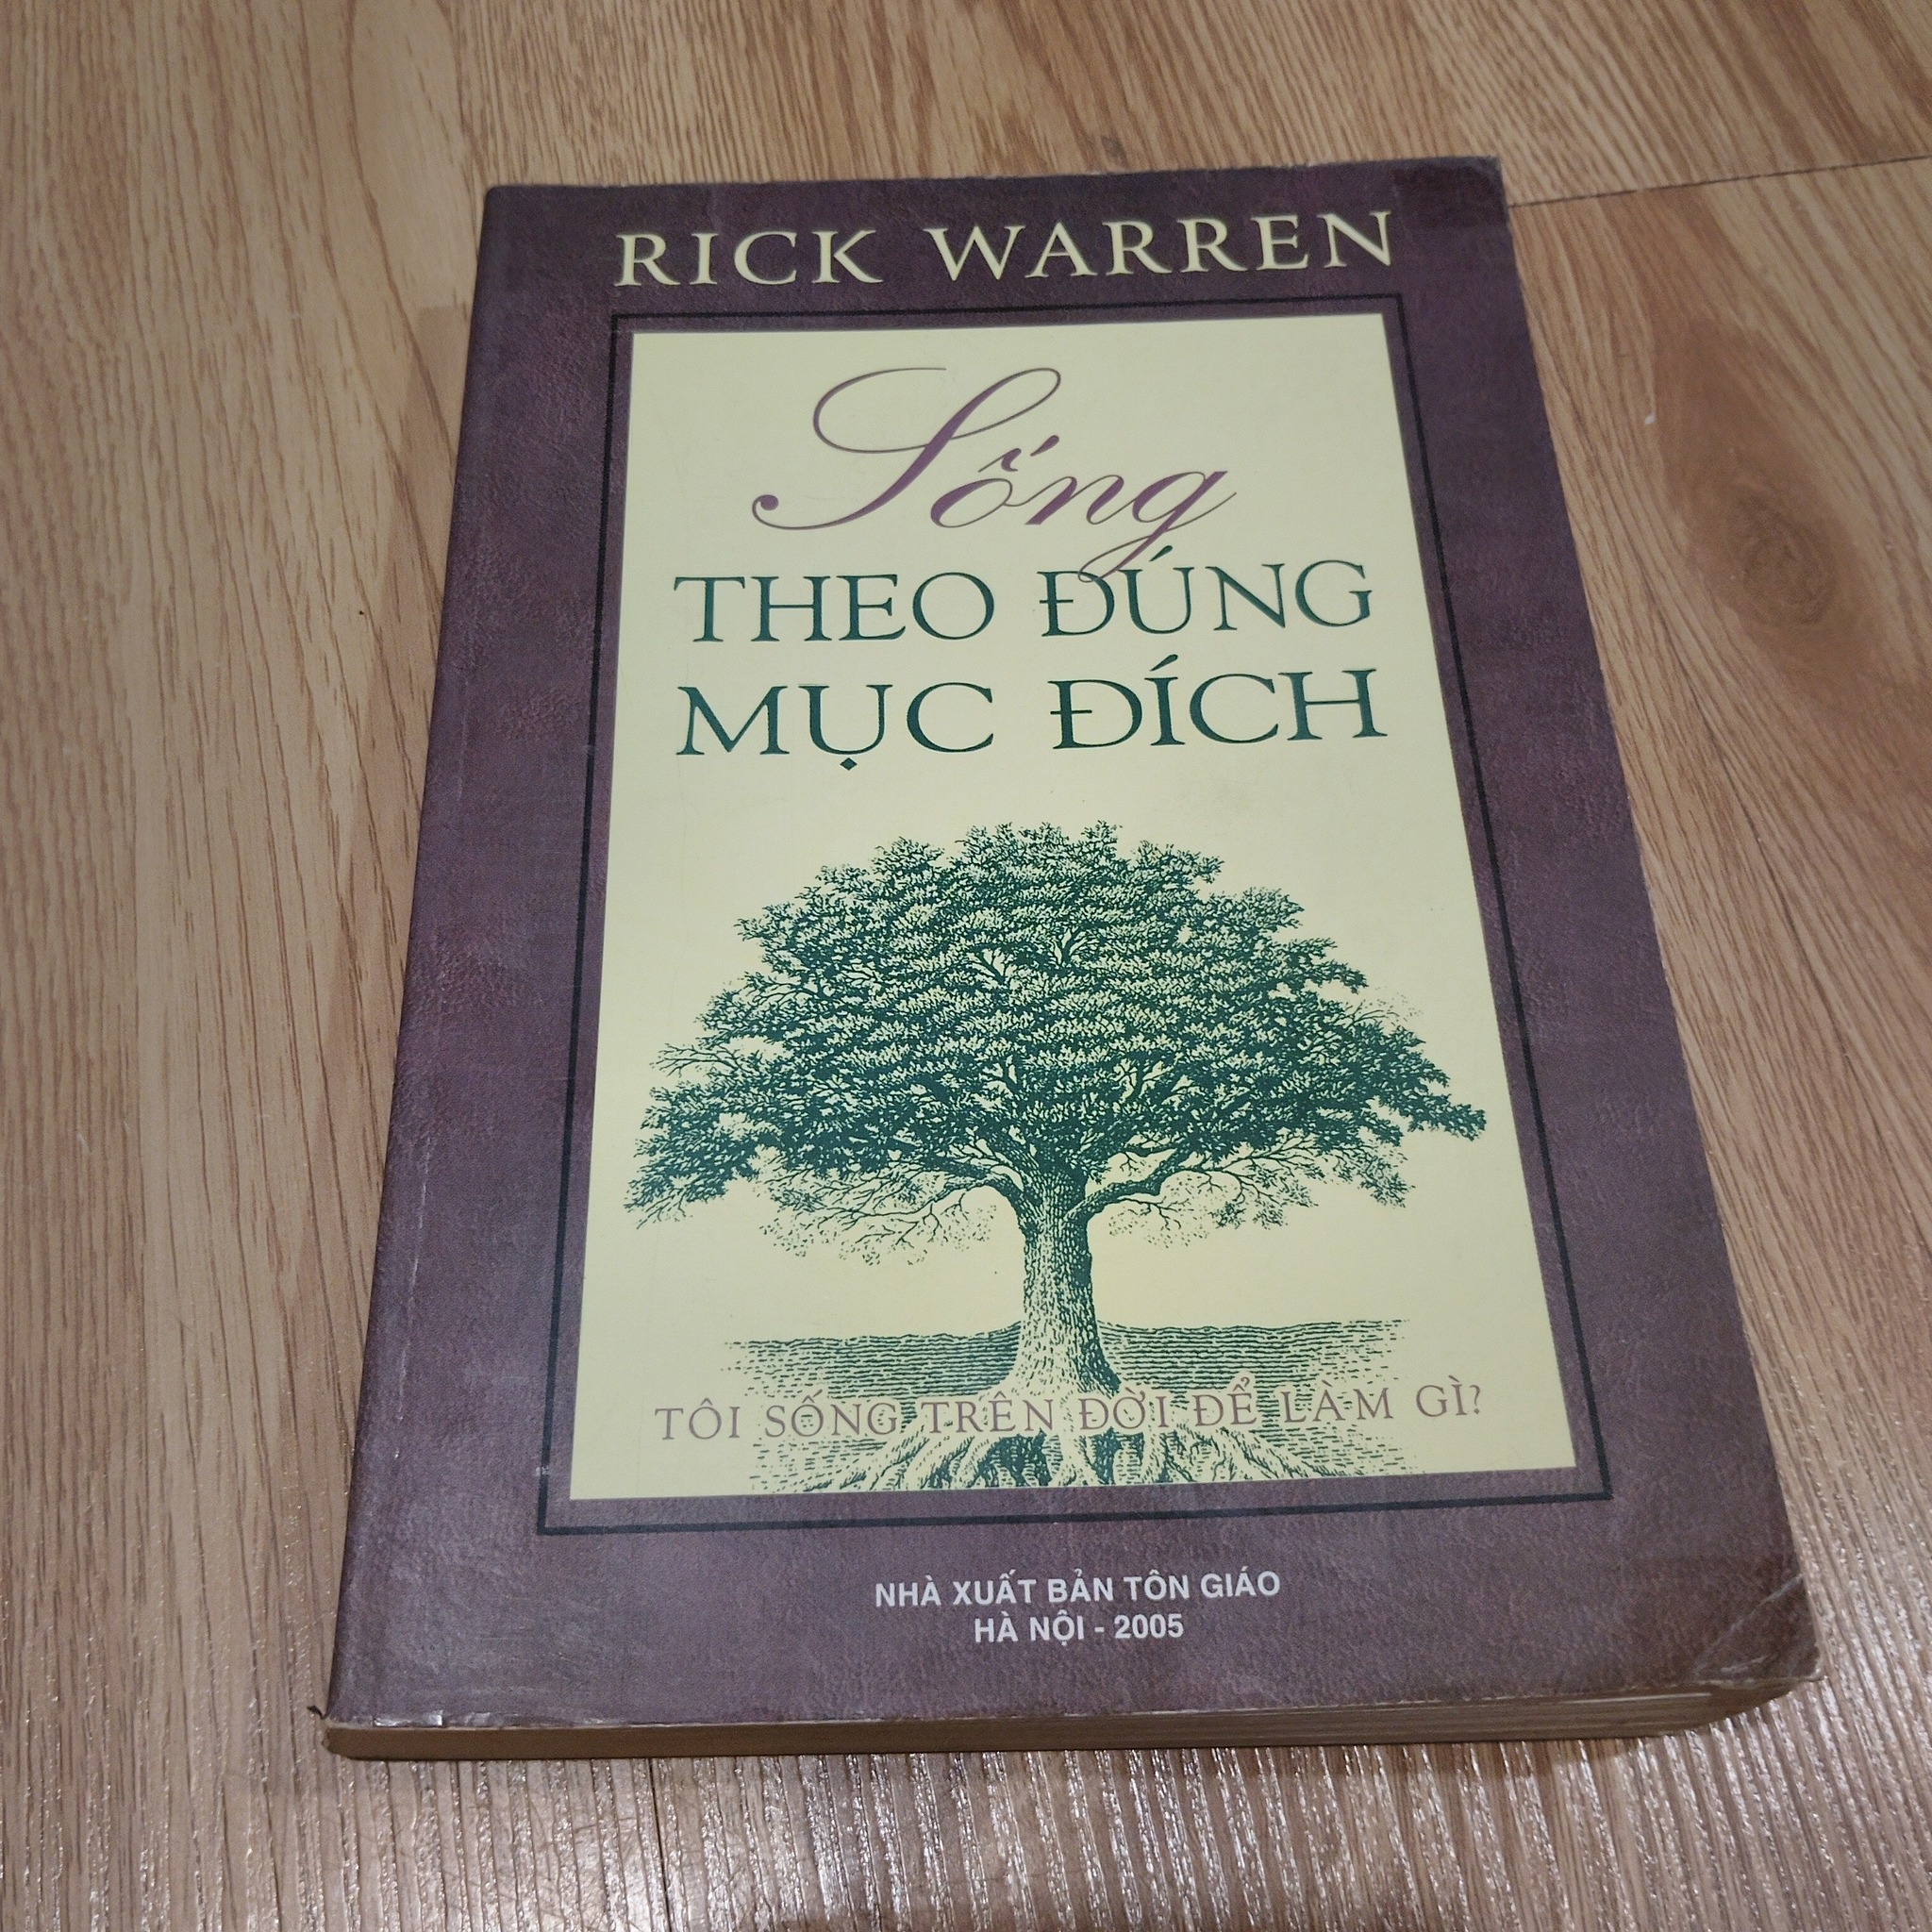 RICK WARREN
Sống
THEO ĐÚNG
MỤC ĐÍCH
TÔI SỐNG TRÊN ĐỜI ĐỂ LÀM GÌ?
NHÀ XUẤT BẢN TÔN GIÁO
HÀ NỘI - 2005